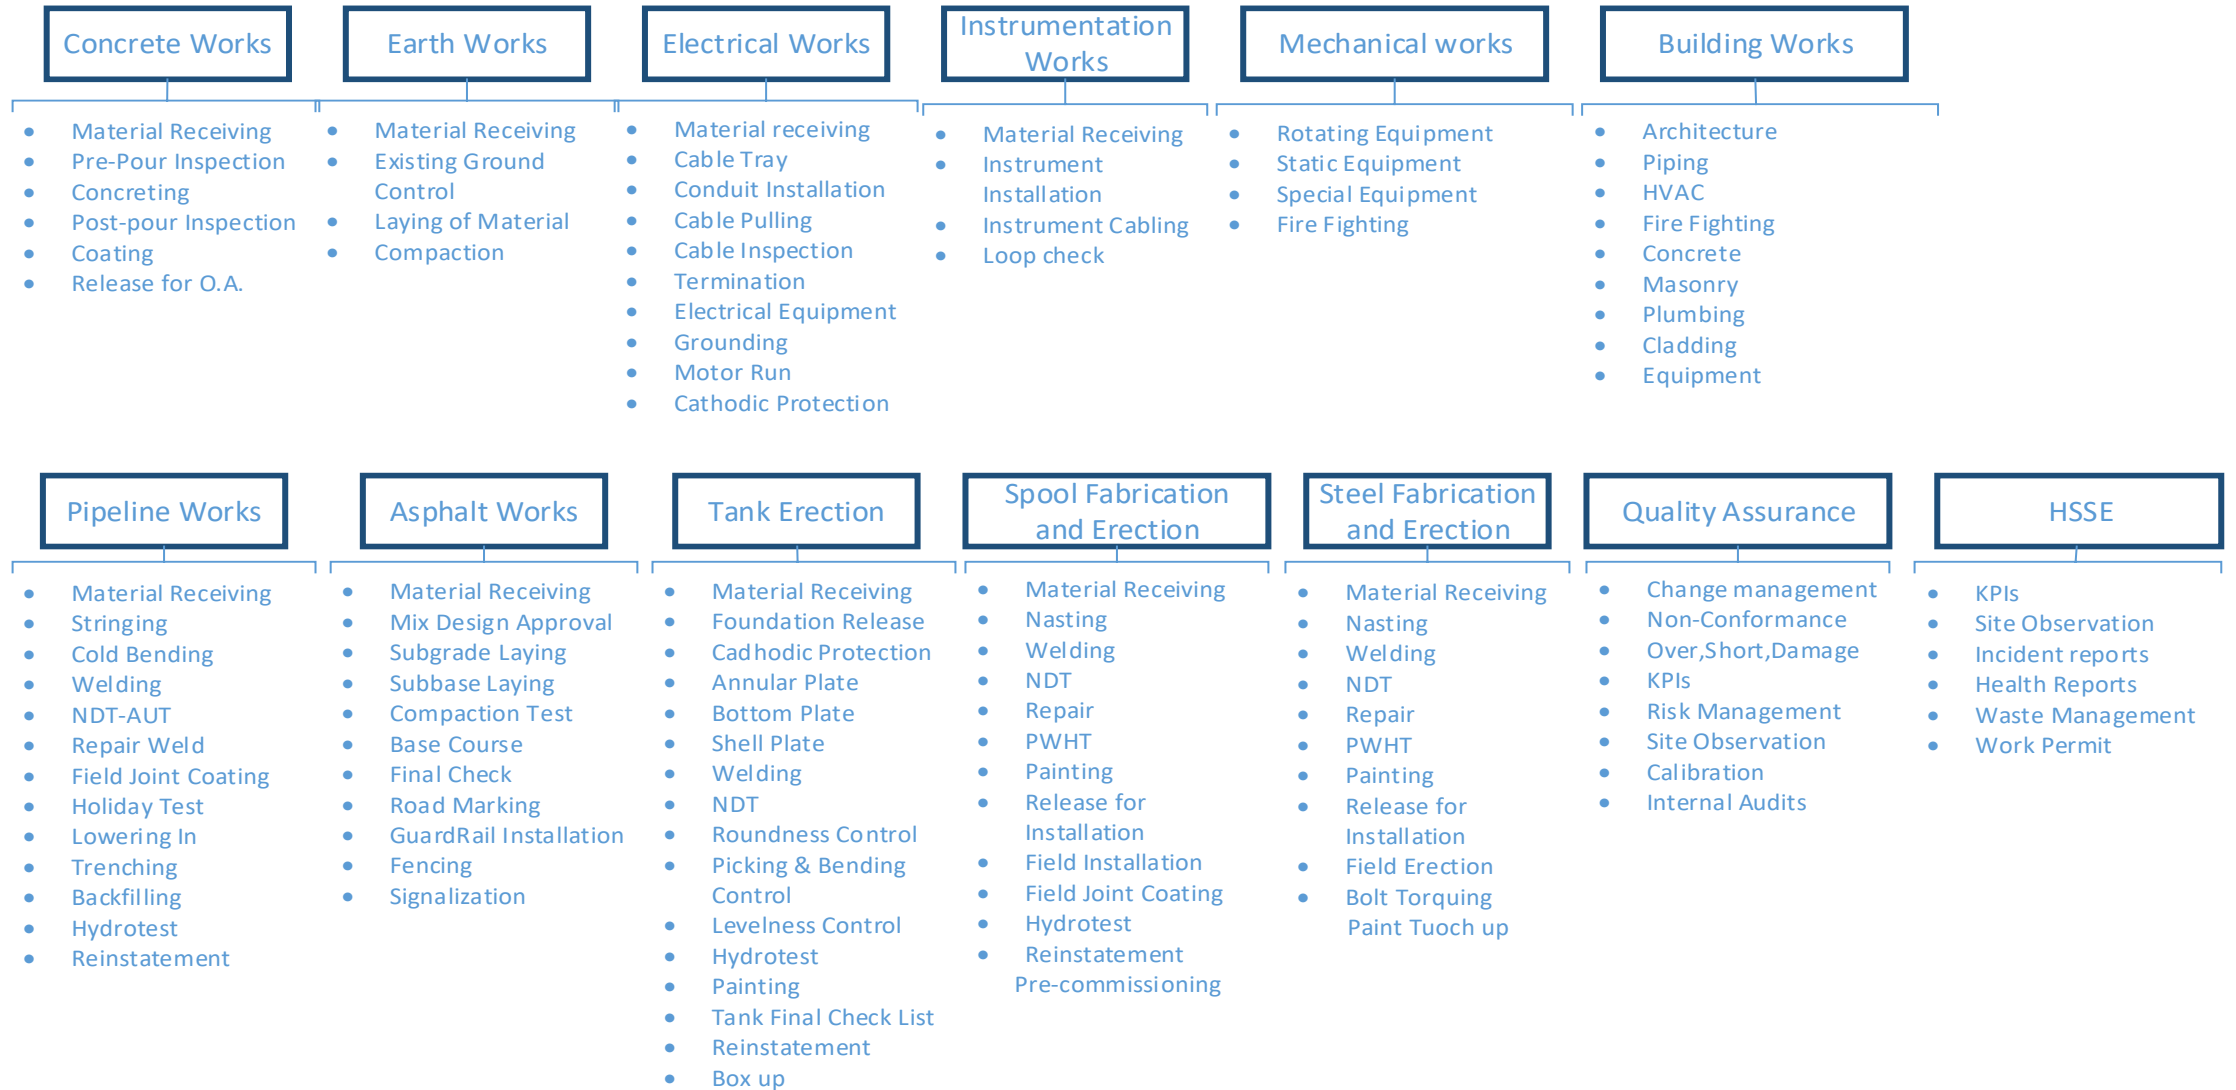 Concrete Works
Material Receiving
Pre-Pour Inspection
Concreting
Post-pour Inspection
Coating
Release for O.A.
Earth Works
Material Receiving
Existing Ground
Control
Laying of Material
Compaction
Electrical Works
Material receiving
Cable Tray
Conduit Installation
Cable Pulling
Cable Inspection
Termination
Electrical Equipment
Grounding
Motor Run
Cathodic Protection
Instrumentation
Works
Material Receiving
Instrument
Installation
Instrument Cabling
Loop check
Mechanical works
Rotating Equipment
Static Equipment
Special Equipment
Fire Fighting
Building Works
Architecture
Piping
HVAC
Fire Fighting
Concrete
Masonry
Plumbing
Cladding
Equipment
Pipeline Works
Material Receiving
Stringing
Cold Bending
Welding
NDT-AUT
Repair Weld
Field Joint Coating
Holiday Test
Lowering In
Trenching
Backfilling
Hydrotest
Reinstatement
Asphalt Works
Material Receiving
Mix Design Approval
Subgrade Laying
Subbase Laying
Compaction Test
Base Course
Final Check
Road Marking
GuardRail Installation
Fencing
Signalization
Tank Erection
Material Receiving
Foundation Release
Cadhodic Protection
Annular Plate
Bottom Plate
Shell Plate
Welding
NDT
Roundness Control
Picking & Bending
Control
Levelness Control
Hydrotest
Painting
Tank Final Check List
Reinstatement
Box up
Spool Fabrication
and Erection
Material Receiving
Nasting
Welding
NDT
Repair
PWHT
Painting
Release for
Installation
Field Installation
Field Joint Coating
Hydrotest
Reinstatement
Pre-commissioning
Steel Fabrication
and Erection
Material Receiving
Nasting
Welding
NDT
Repair
PWHT
Painting
Release for
Installation
Field Erection
Bolt Torquing
Paint Tuoch up
Quality Assurance
Change management
Non-Conformance
Over,Short,Damage
KPIs
Risk Management
Site Observation
Calibration
Internal Audits
HSSE
KPIs
Site Observation
Incident reports
Health Reports
Waste Management
Work Permit